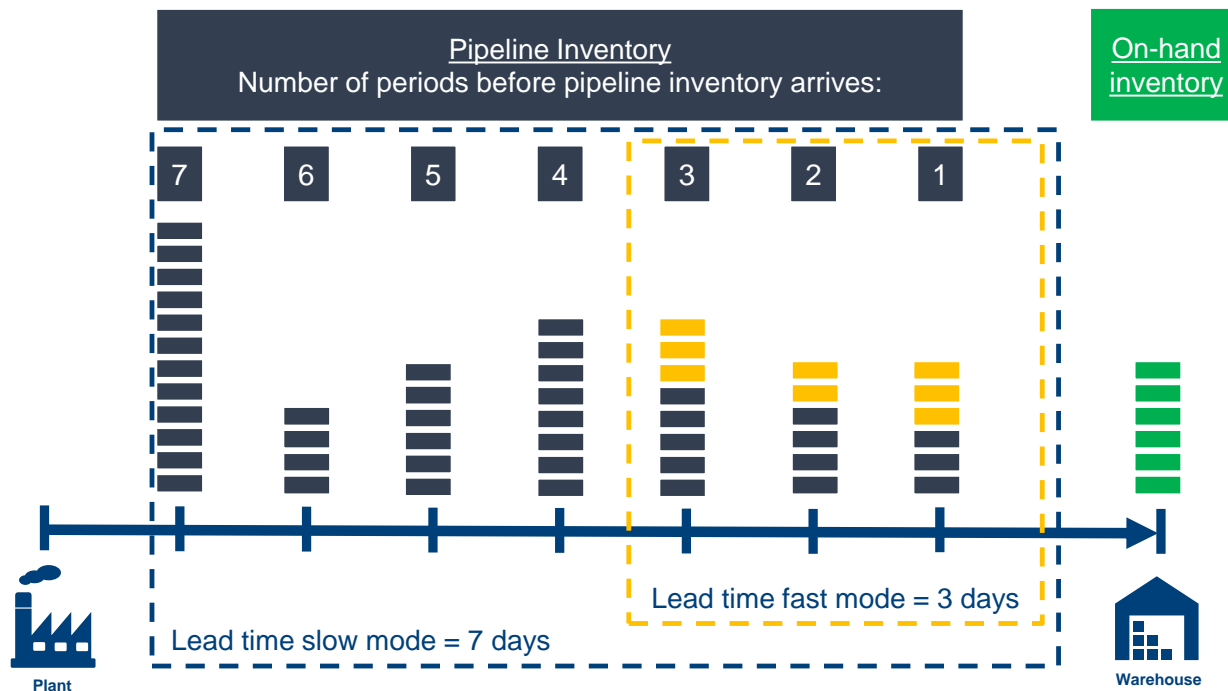 Pipeline Inventory
Number of periods before pipeline inventory arrives:
On-hand
inventory
7
6
5
4
3
2
1
Lead time fast mode = 3 days
Lead time slow mode = 7 days
Plant
Warehouse